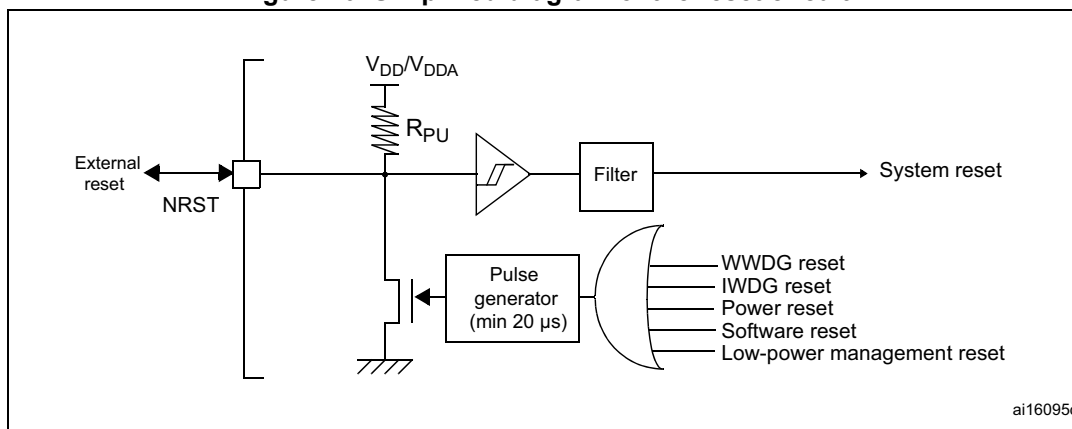 V_DD/V_DDA
R_PU
External
reset
NRST
Filter
System reset
Pulse
generator
(min 20 µs)
WWDG reset
IWDG reset
Power reset
Software reset
Low-power management reset